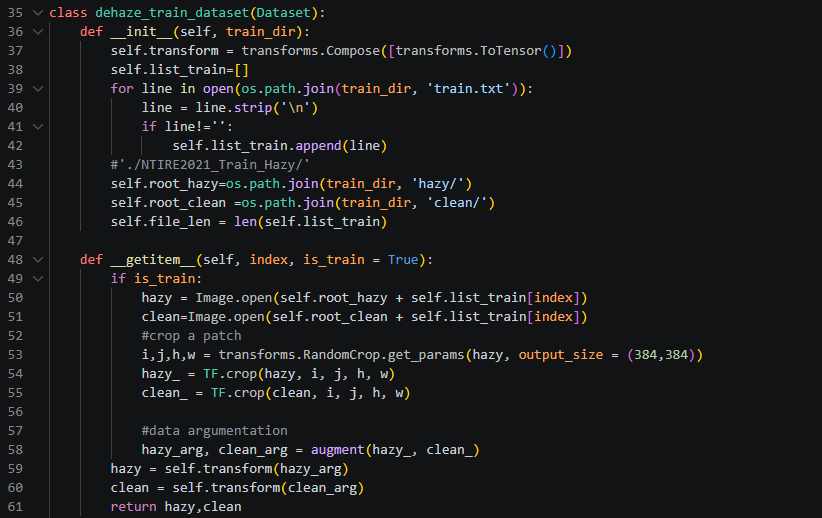 35 class dehaze_train_dataset(Dataset):
36     def __init__(self, train_dir):
37         self.transform = transforms.Compose([transforms.ToTensor()])
38         self.list_train=[]
39         for line in open(os.path.join(train_dir, 'train.txt')):
40             line = line.strip('\n')
41             if line!='':
42                 self.list_train.append(line)
43         #'./NTIRE2021_Train_Hazy/'
44         self.root_hazy=os.path.join(train_dir, 'hazy/')
45         self.root_clean =os.path.join(train_dir, 'clean/')
46         self.file_len = len(self.list_train)
47
48     def __getitem__(self, index, is_train = True):
49         if is_train:
50             hazy = Image.open(self.root_hazy + self.list_train[index])
51             clean=Image.open(self.root_clean + self.list_train[index])
52             #crop a patch
53             i,j,h,w = transforms.RandomCrop.get_params(hazy, output_size = (384,384))
54             hazy_ = TF.crop(hazy, i, j, h, w)
55             clean_ = TF.crop(clean, i, j, h, w)
56
57             #data argumentation
58             hazy_arg, clean_arg = augment(hazy_, clean_)
59         hazy = self.transform(hazy_arg)
60         clean = self.transform(clean_arg)
61         return hazy,clean